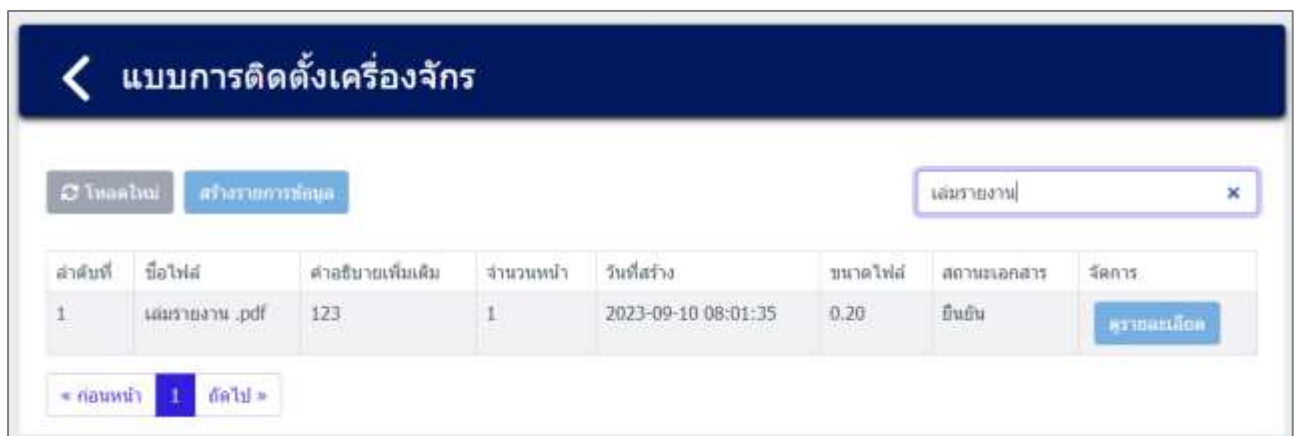 แบบการติดตั้งเครื่องจักร
โหลดใหม่ สร้างรายการข้อมูล เล่มรายงาน ×
ลำดับที่ ชื่อไฟล์ คำอธิบายเพิ่มเติม จำนวนหน้า วันที่สร้าง ขนาดไฟล์ สถานะเอกสาร จัดการ
1 เล่มรายงาน .pdf 123 1 2023-09-10 08:01:35 0.20 ยืนยัน ดูรายละเอียด
« ก่อนหน้า 1 ถัดไป »